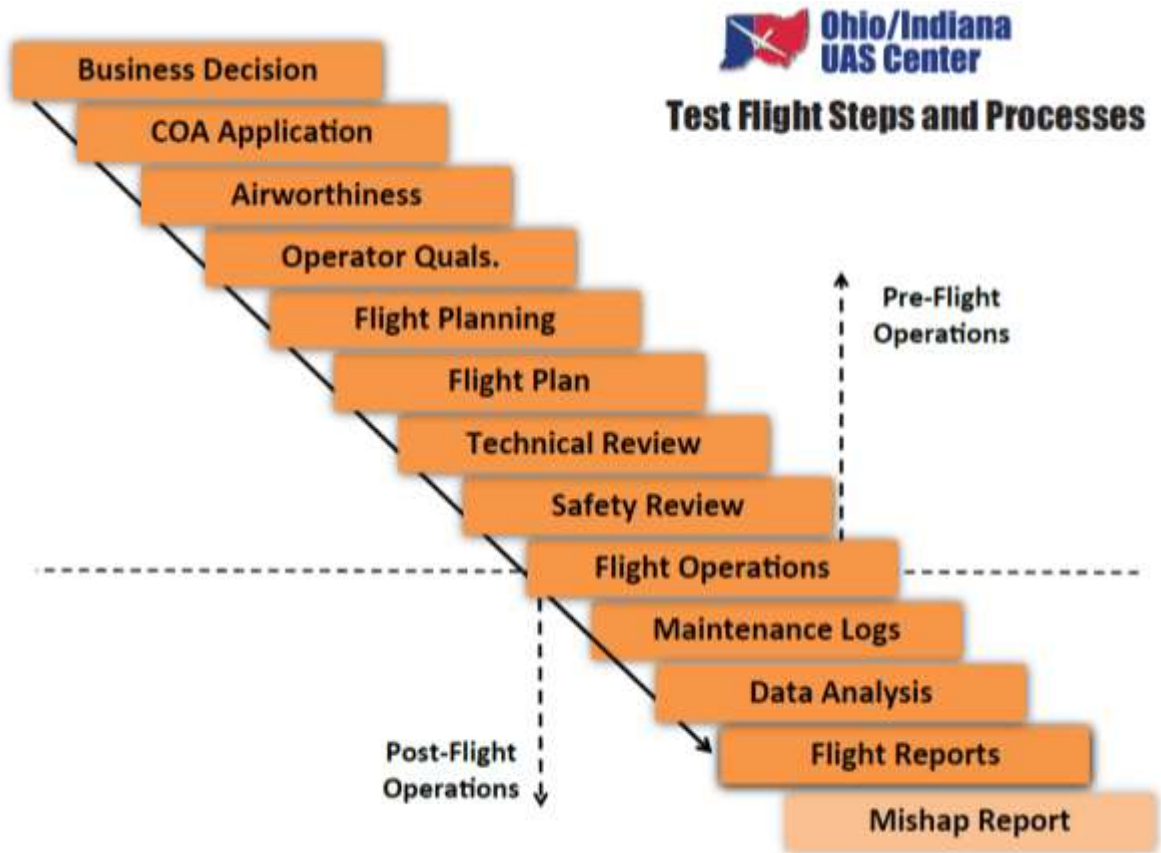 Ohio/Indiana
UAS Center
Test Flight Steps and Processes
Business Decision
COA Application
Airworthiness
Operator Quals.
Flight Planning
Flight Plan
Technical Review
Safety Review
Pre-Flight
Operations
Flight Operations
Maintenance Logs
Data Analysis
Flight Reports
Post-Flight
Operations
Mishap Report